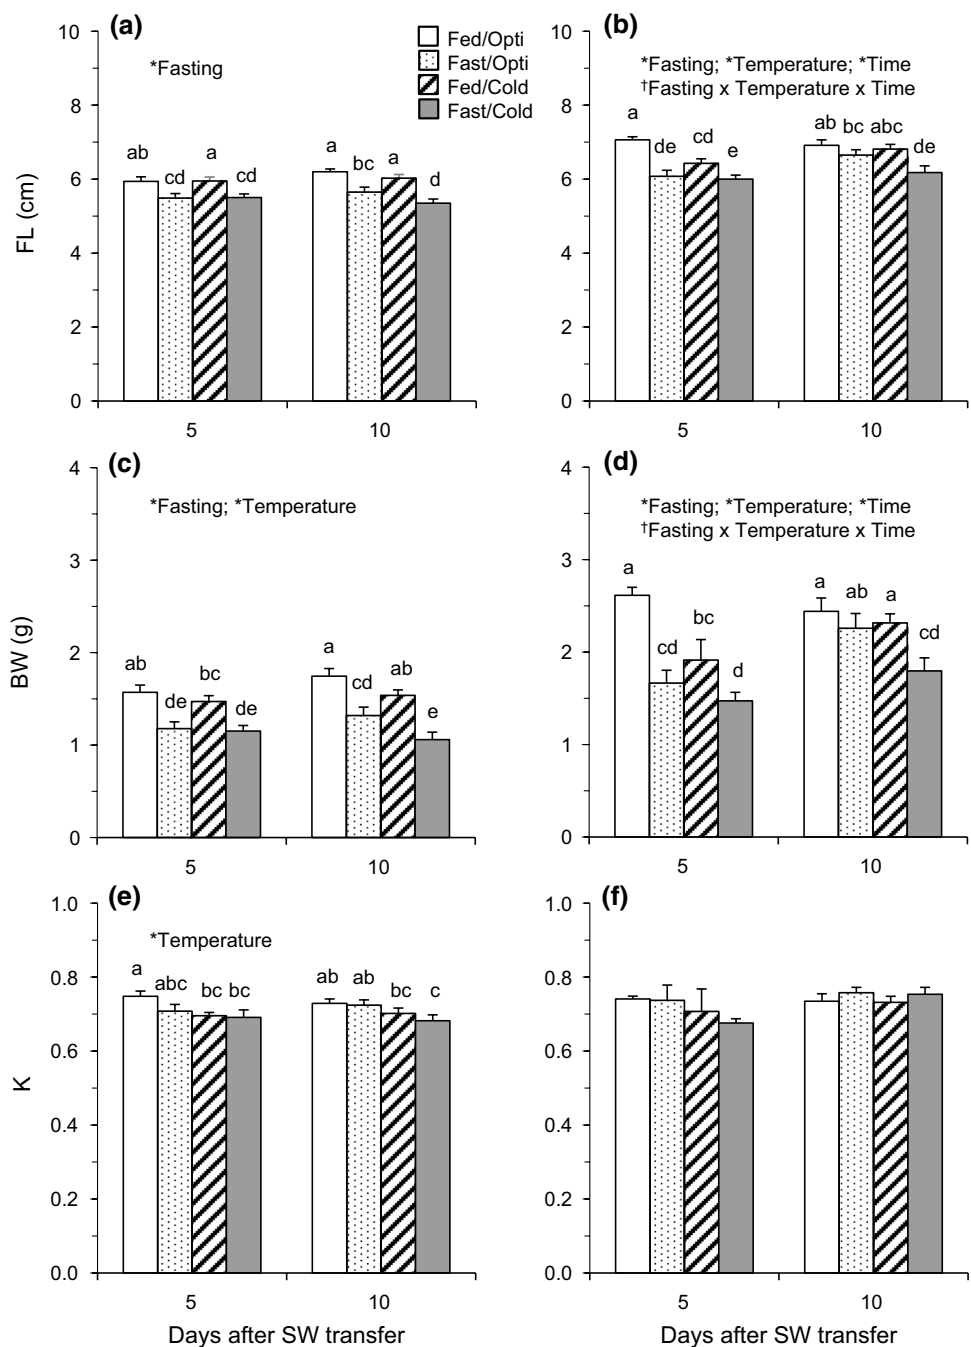 (a)
*Fasting
Fed/Opti
Fast/Opti
Fed/Cold
Fast/Cold
FL (cm)
10
8
6
4
2
0
ab
cd
a
cd
a
bc
a
d
5
10
(b)
*Fasting; *Temperature; *Time
†Fasting x Temperature x Time
10
8
6
4
2
0
a
de
cd
e
ab
bc
abc
de
5
10
(c)
*Fasting; *Temperature
BW (g)
4
3
2
1
0
ab
de
bc
de
a
cd
ab
e
5
10
(d)
*Fasting; *Temperature; *Time
†Fasting x Temperature x Time
4
3
2
1
0
a
cd
bc
d
a
ab
a
cd
5
10
(e)
*Temperature
K
1.0
0.8
0.6
0.4
0.2
0.0
a
abc
bc
bc
ab
ab
bc
c
5
10
Days after SW transfer
(f)
1.0
0.8
0.6
0.4
0.2
0.0
5
10
Days after SW transfer